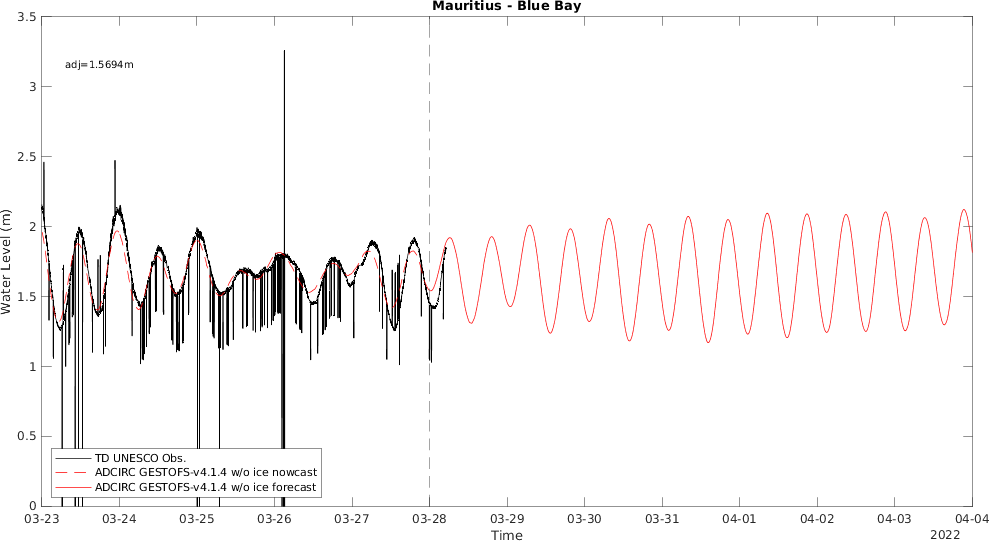 Mauritius - Blue Bay
3.5
3
2.5
2
1.5
1
0.5
0
Water Level (m)
adj=1.5694m
TD UNESCO Obs.
ADCIRC GESTOFS-v4.1.4 w/o ice nowcast
ADCIRC GESTOFS-v4.1.4 w/o ice forecast
03-23 03-24 03-25 03-26 03-27 03-28 03-29 03-30 03-31 04-01 04-02 04-03 04-04
Time
2022